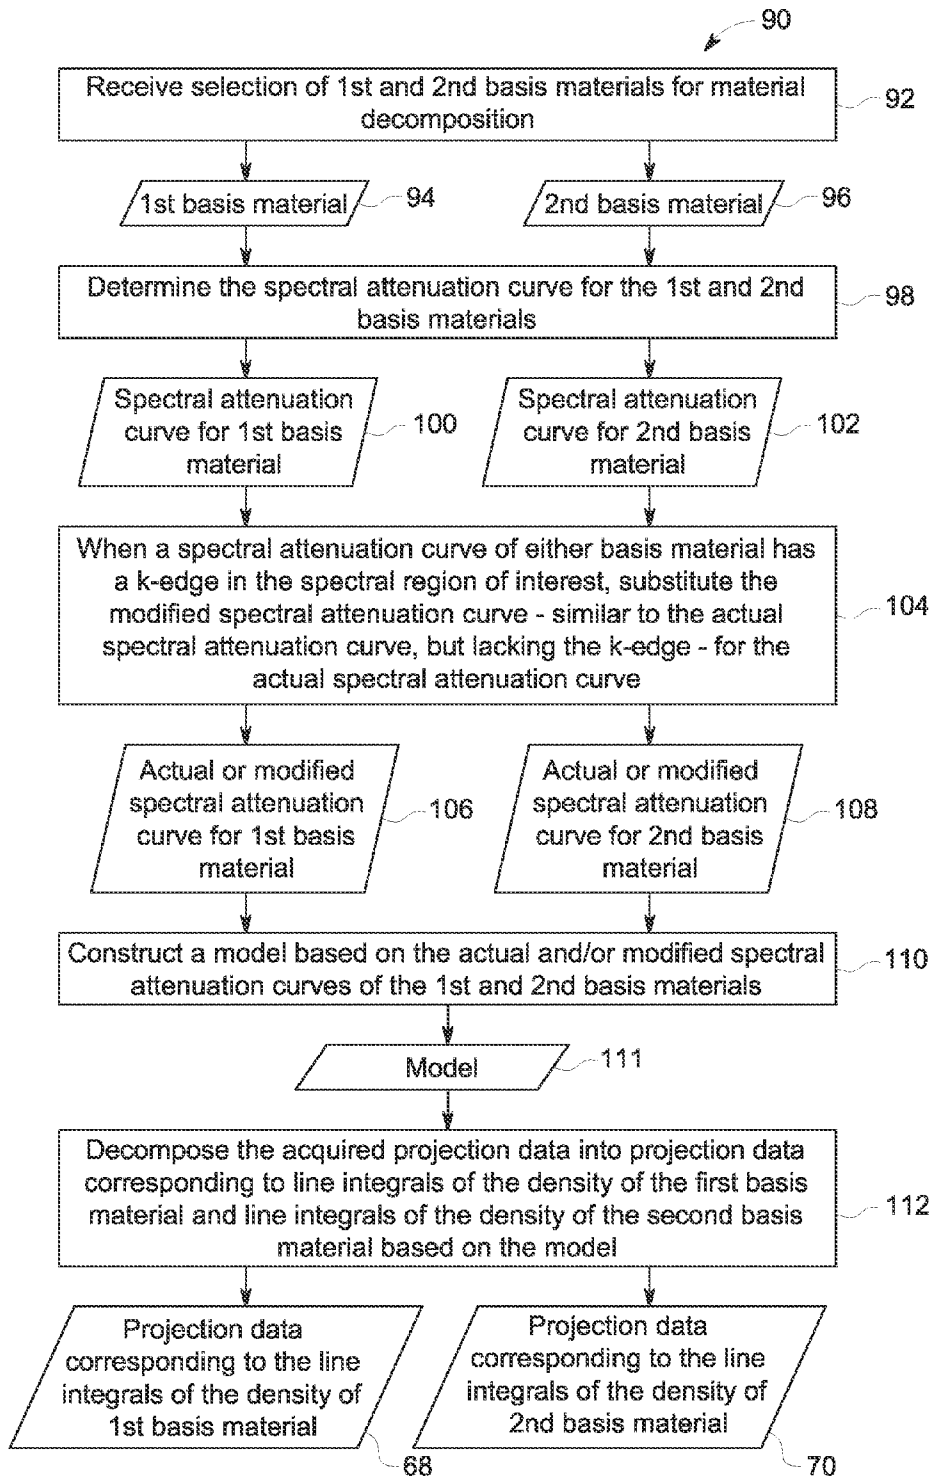 90
Receive selection of 1st and 2nd basis materials for material
decomposition
92
1st basis material
94
2nd basis material
96
Determine the spectral attenuation curve for the 1st and 2nd
basis materials
98
Spectral attenuation
curve for 1st basis
material
100
Spectral attenuation
curve for 2nd basis
material
102
When a spectral attenuation curve of either basis material has
a k-edge in the spectral region of interest, substitute the
modified spectral attenuation curve - similar to the actual
spectral attenuation curve, but lacking the k-edge - for the
actual spectral attenuation curve
104
Actual or modified
spectral attenuation
curve for 1st basis
material
106
Actual or modified
spectral attenuation
curve for 2nd basis
material
108
Construct a model based on the actual and/or modified spectral
attenuation curves of the 1st and 2nd basis materials
110
Model
111
Decompose the acquired projection data into projection data
corresponding to line integrals of the density of the first basis
material and line integrals of the density of the second basis
material based on the model
112
Projection data
corresponding to the line
integrals of the density of
1st basis material
68
Projection data
corresponding to the line
integrals of the density of
2nd basis material
70